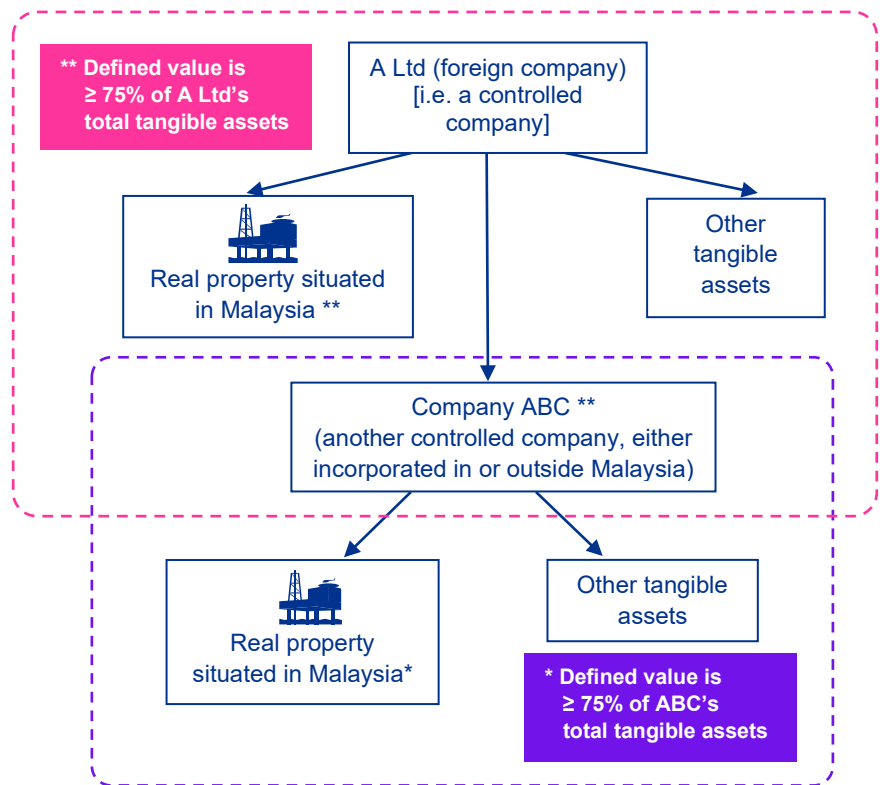 ** Defined value is
≥ 75% of A Ltd's
total tangible assets
A Ltd (foreign company)
[i.e. a controlled
company]
Real property situated
in Malaysia **
Other
tangible
assets
Company ABC **
(another controlled company, either
incorporated in or outside Malaysia)
Real property
situated in Malaysia*
Other tangible
assets
* Defined value is
≥ 75% of ABC's
total tangible assets